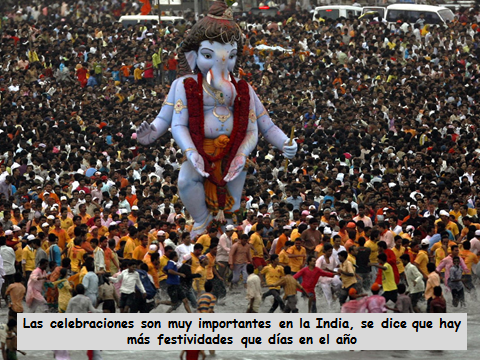 Las celebraciones son muy importantes en la India, se dice que hay
más festividades que días en el año